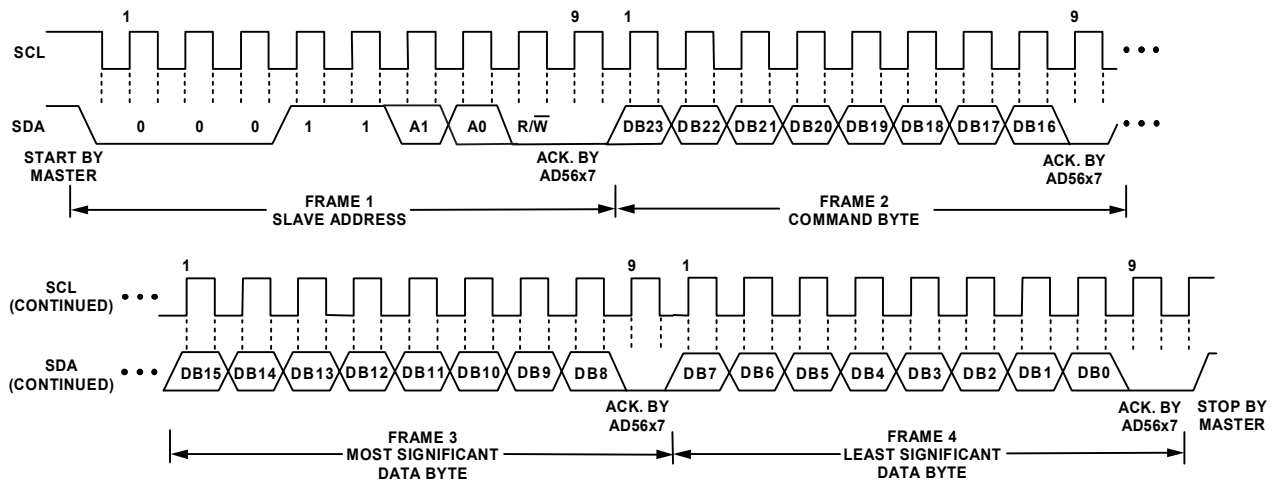 1 9 1 9
SCL
SDA 0 0 0 1 1 A1 A0 R/W̅ DB23 DB22 DB21 DB20 DB19 DB18 DB17 DB16
START BY MASTER
ACK. BY AD56x7
ACK. BY AD56x7
FRAME 1
SLAVE ADDRESS
FRAME 2
COMMAND BYTE
1 9 1 9
SCL
(CONTINUED)
SDA
(CONTINUED)
DB15 DB14 DB13 DB12 DB11 DB10 DB9 DB8 DB7 DB6 DB5 DB4 DB3 DB2 DB1 DB0
ACK. BY
AD56x7
ACK. BY
AD56x7
STOP BY
MASTER
FRAME 3
MOST SIGNIFICANT
DATA BYTE
FRAME 4
LEAST SIGNIFICANT
DATA BYTE